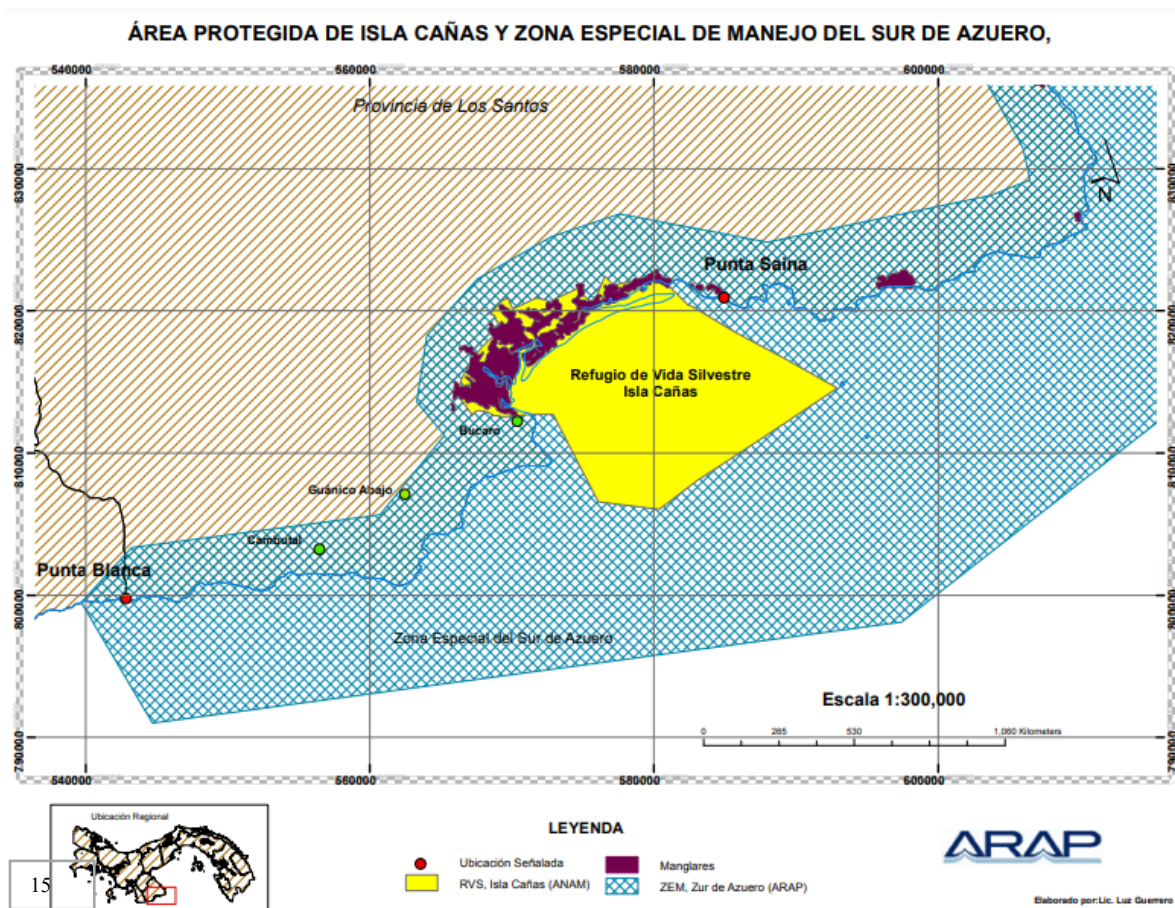 ÁREA PROTEGIDA DE ISLA CAÑAS Y ZONA ESPECIAL DE MANEJO DEL SUR DE AZUERO,
540000 560000 580000 600000
Provincia de Los Santos
830000 830000
N
Punta Saina
820000 820000
Refugio de Vida Silvestre
Isla Cañas
Bucaro
810000 810000
Guánico Abajo
Cambutal
Punta Blanca
800000 800000
Zona Especial del Sur de Azuero
Escala 1:300,000
0 265 530 1,060 Kilometers
790000 790000
540000 560000 580000 600000
Ubicación Regional
15
LEYENDA
Ubicación Señalada
Manglares
RVS, Isla Cañas (ANAM)
ZEM, Zur de Azuero (ARAP)
ARAP
Elaborado por:Lic. Luz Guerrero